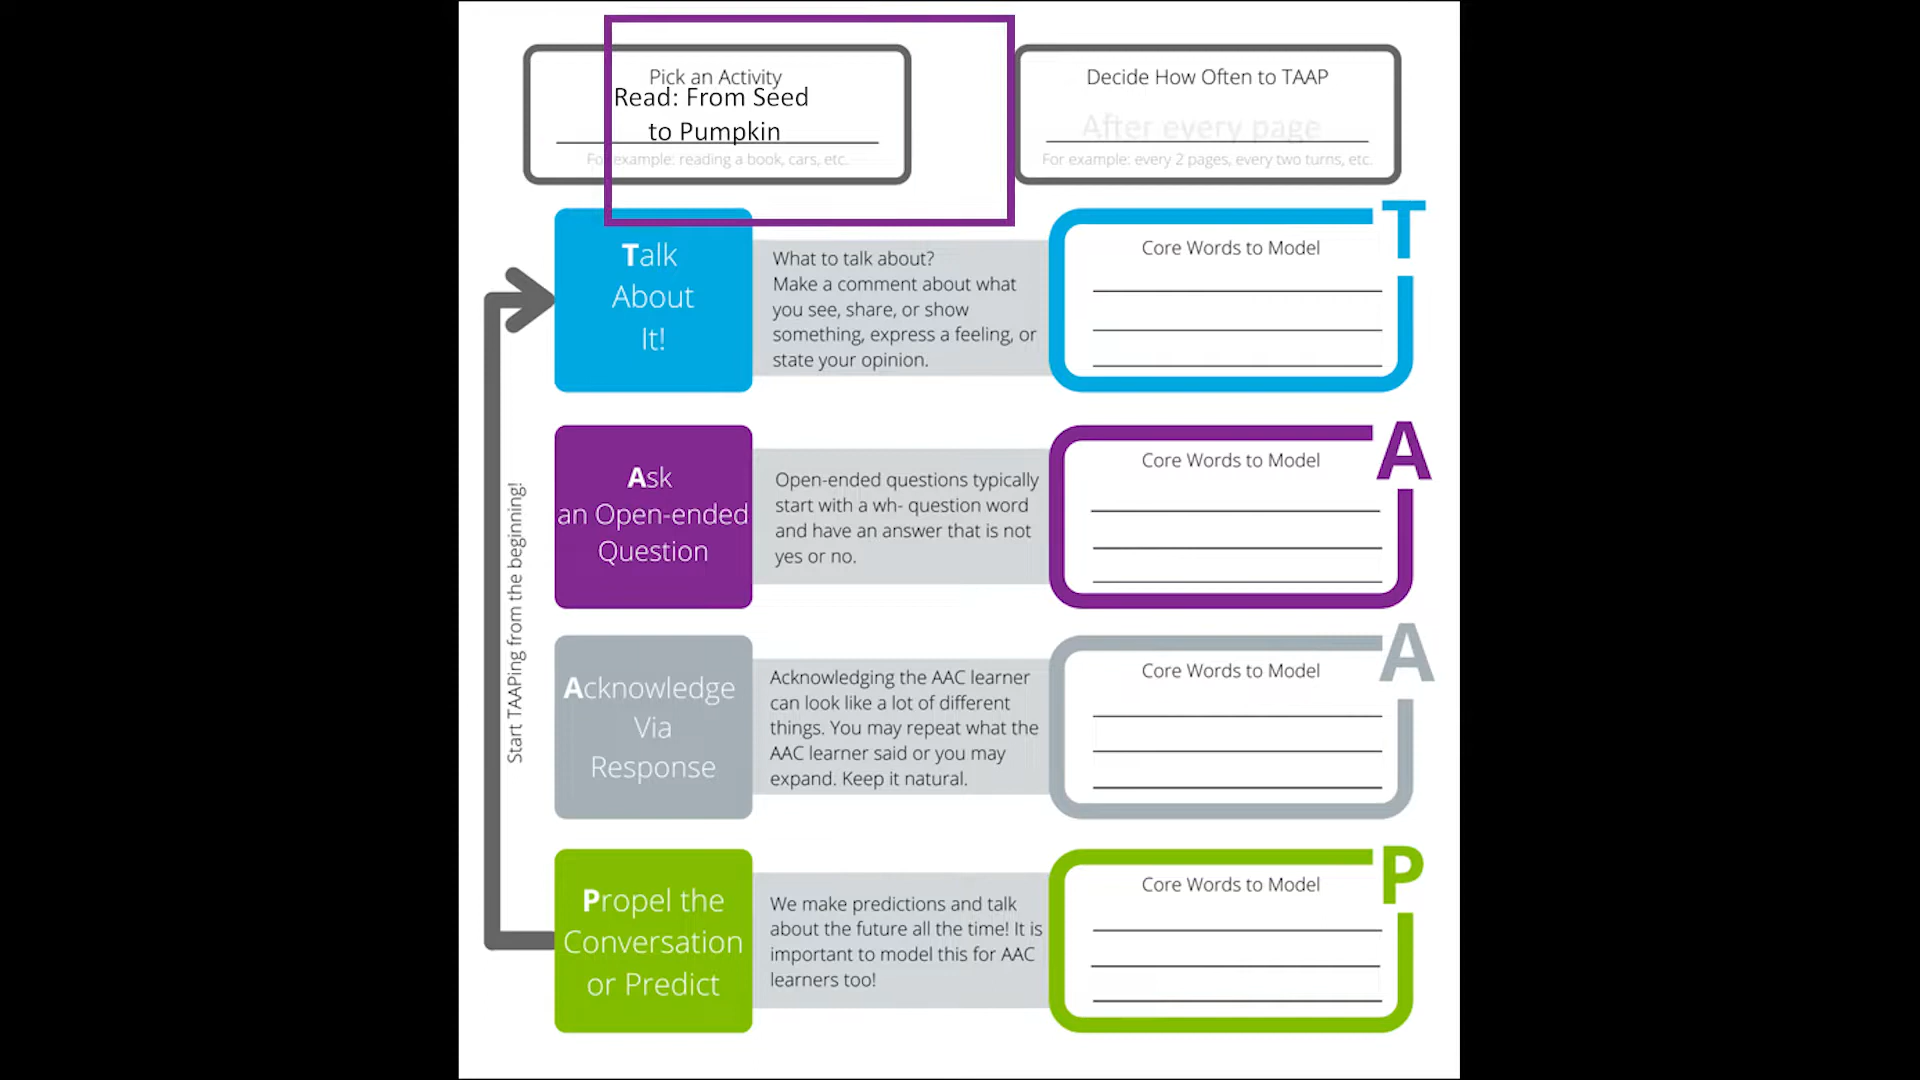 Pick an Activity
Read: From Seed
to Pumpkin
For example: reading a book, cars, etc.
Decide How Often to TAAP
After every page
For example: every 2 pages, every two turns, etc.
Start TAAPing from the beginning!
Talk
About
It!
What to talk about?
Make a comment about what
you see, share, or show
something, express a feeling, or
state your opinion.
Core Words to Model
T
Ask
an Open-ended
Question
Open-ended questions typically
start with a wh- question word
and have an answer that is not
yes or no.
Core Words to Model
A
Acknowledge
Via
Response
Acknowledging the AAC learner
can look like a lot of different
things. You may repeat what the
AAC learner said or you may
expand. Keep it natural.
Core Words to Model
A
Propel the
Conversation
or Predict
We make predictions and talk
about the future all the time! It is
important to model this for AAC
learners too!
Core Words to Model
P